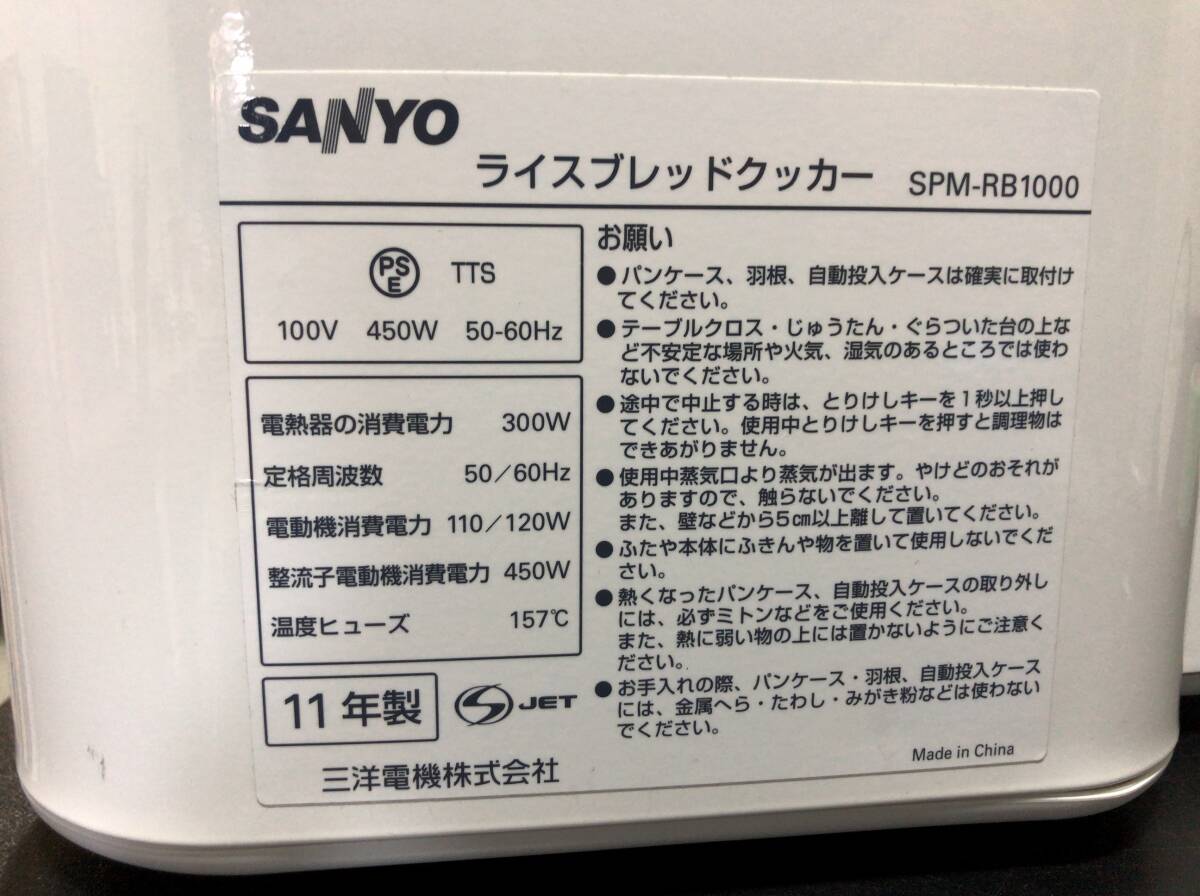 SANYO
ライスブレッドクッカー SPM-RB1000
PSE TTS
100V 450W 50-60Hz
電熱器の消費電力 300W
定格周波数 50/60Hz
電動機消費電力 110/120W
整流子電動機消費電力 450W
温度ヒューズ 157℃
11年製
S JET
三洋電機株式会社
お願い
●パンケース、羽根、自動投入ケースは確実に取付け
てください。
●テーブルクロス・じゅうたん・ぐらついた台の上な
ど不安定な場所や火気、湿気のあるところでは使わ
ないでください。
●途中で中止する時は、とりけしキーを1秒以上押し
てください。使用中とりけしキーを押すと調理物は
できあがりません。
●使用中蒸気口より蒸気が出ます。やけどのおそれが
ありますので、触らないでください。
また、壁などから5㎝以上離して置いてください。
●ふたや本体にふきんや物を置いて使用しないでくだ
さい。
●熱くなったパンケース、自動投入ケースの取り外し
には、必ずミトンなどをご使用ください。
また、熱に弱い物の上には置かないようにご注意く
ださい。
●お手入れの際、パンケース・羽根、自動投入ケース
には、金属へら・たわし・みがき粉などは使わない
でください。
Made in China